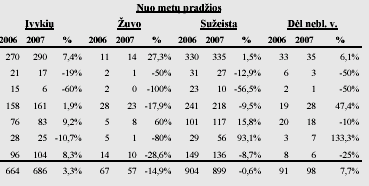 Nuo metų pradžios
Įvykių Žuvo Sužeista Dėl nebl. v.
2006 2007 % 2006 2007 % 2006 2007 % 2006 2007 %
270 290 7,4% 11 14 27,3% 330 335 1,5% 33 35 6,1%
21 17 -19% 2 1 -50% 31 27 -12,9% 6 3 -50%
15 6 -60% 2 0 -100% 23 10 -56,5% 2 1 -50%
158 161 1,9% 28 23 -17,9% 241 218 -9,5% 19 28 47,4%
76 83 9,2% 5 8 60% 101 117 15,8% 20 18 -10%
28 25 -10,7% 5 1 -80% 29 56 93,1% 3 7 133,3%
96 104 8,3% 14 10 -28,6% 149 136 -8,7% 8 6 -25%
664 686 3,3% 67 57 -14,9% 904 899 -0,6% 91 98 7,7%